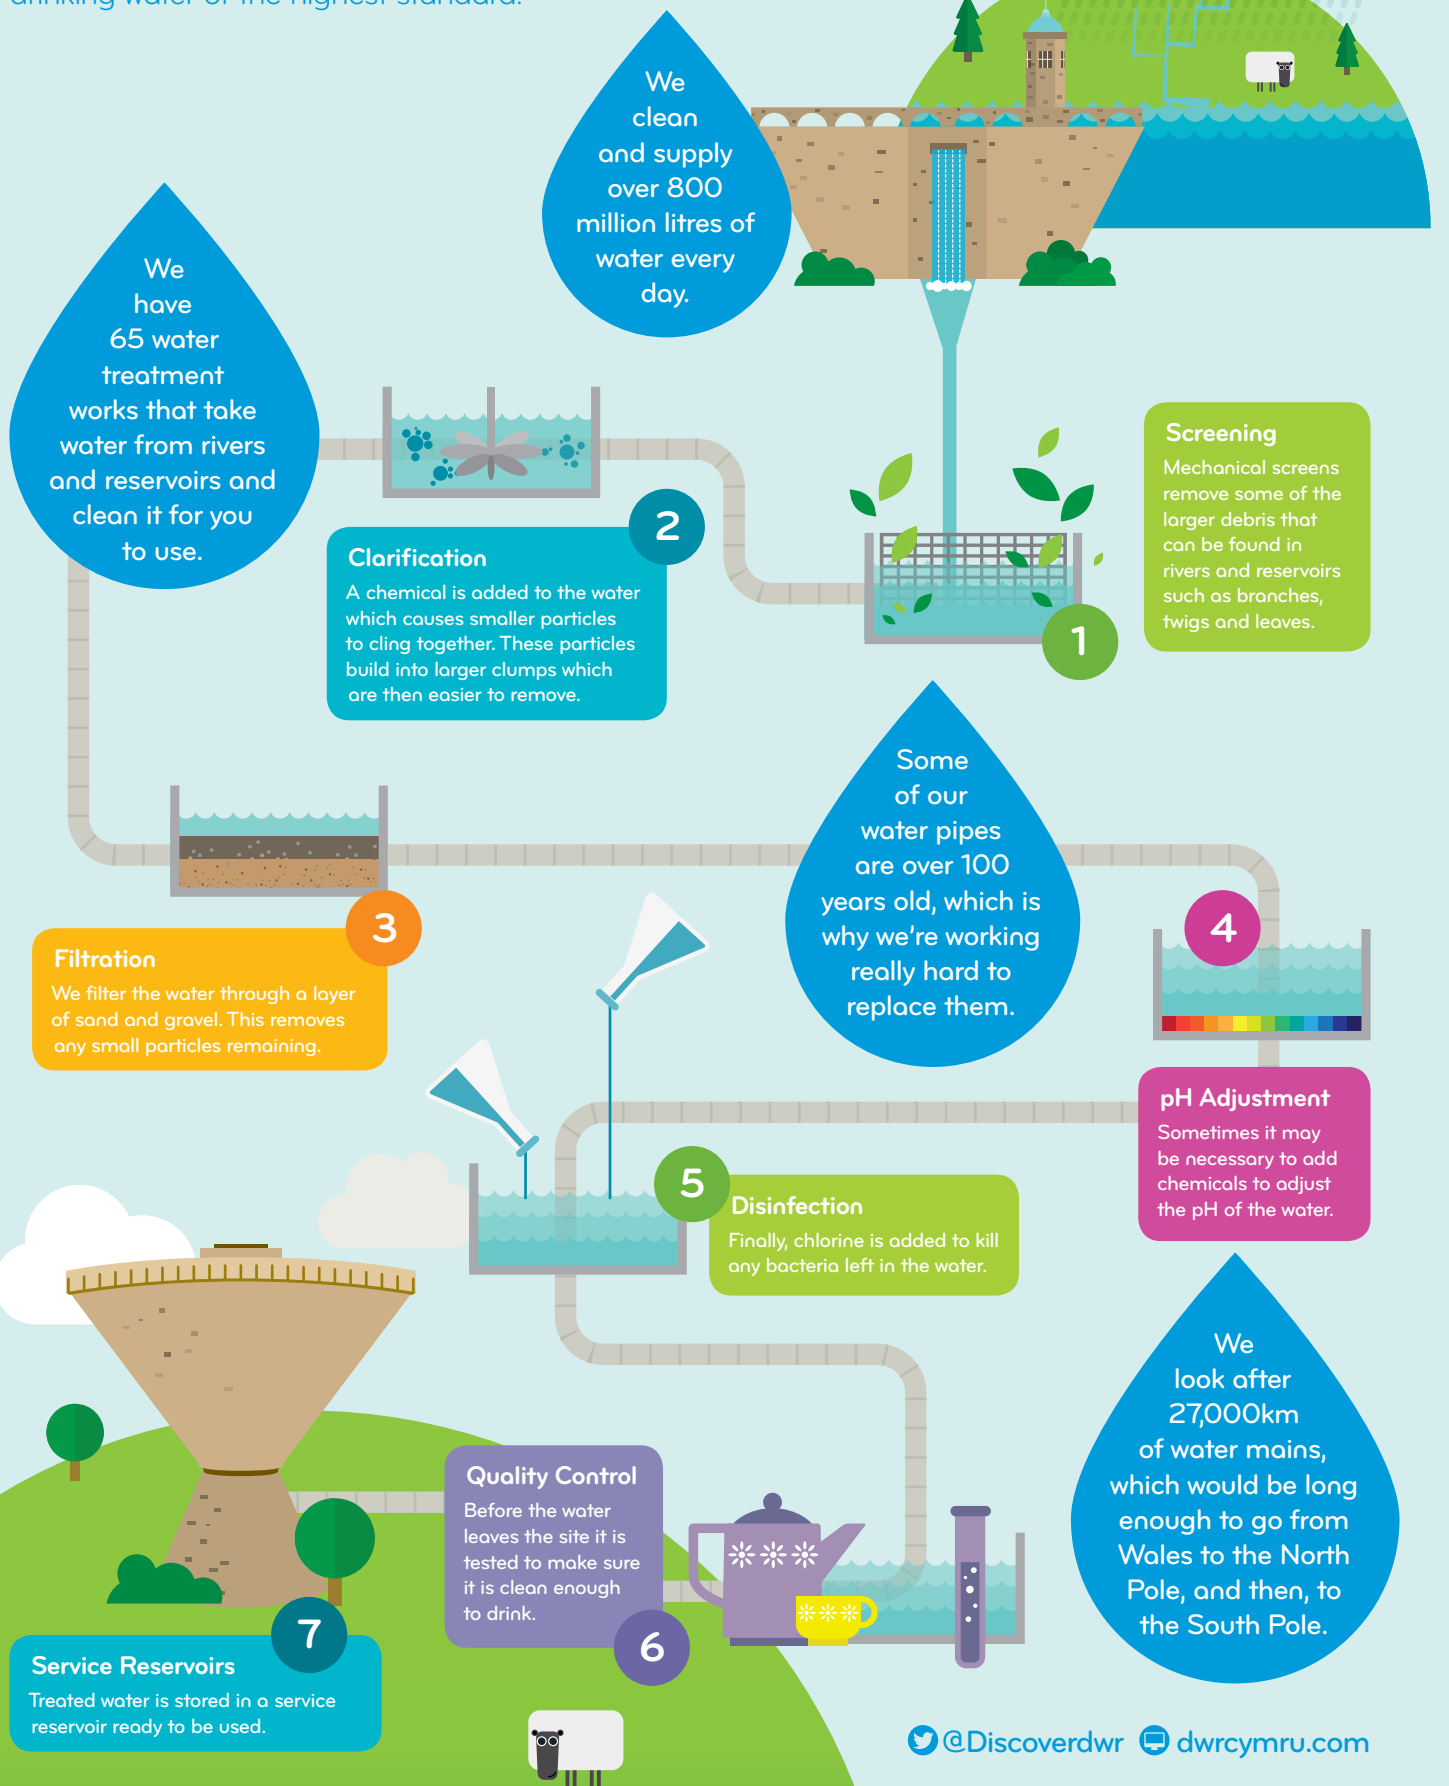 drinking water of the highest standard.
We
clean
and supply
over 800
million litres of
water every
day.
We
have
65 water
treatment
works that take
water from rivers
and reservoirs and
clean it for you
to use.
Screening
Mechanical screens
remove some of the
larger debris that
can be found in
rivers and reservoirs
such as branches,
twigs and leaves.
1
2
Clarification
A chemical is added to the water
which causes smaller particles
to cling together. These particles
build into larger clumps which
are then easier to remove.
Some
of our
water pipes
are over 100
years old, which is
why we're working
really hard to
replace them.
3
Filtration
We filter the water through a layer
of sand and gravel. This removes
any small particles remaining.
4
pH Adjustment
Sometimes it may
be necessary to add
chemicals to adjust
the pH of the water.
5
Disinfection
Finally, chlorine is added to kill
any bacteria left in the water.
We
look after
27,000km
of water mains,
which would be long
enough to go from
Wales to the North
Pole, and then, to
the South Pole.
Quality Control
Before the water
leaves the site it is
tested to make sure
it is clean enough
to drink.
6
7
Service Reservoirs
Treated water is stored in a service
reservoir ready to be used.
@Discoverdwr dwrcymru.com